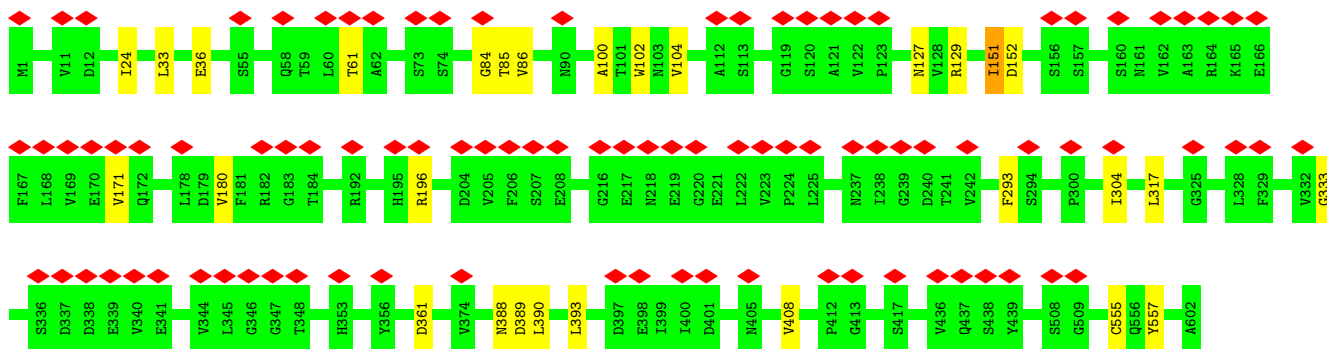 M1 V11 D12 I24 L33 E36 S55 Q58 T59 L60 T61 A62 S73 S74 G84 T85 V86 N90 A100 T101 W102 N103 V104 A112 S113 G119 S120 A121 V122 P123 N127 V128 R129 I151 D152 S156 S157 S160 N161 V162 A163 R164 K165 E166
F167 L168 V169 E170 V171 Q172 L178 D179 V180 F181 R182 G183 T184 R192 H195 R196 D204 V205 F206 S207 E208 G216 E217 N218 E219 G220 E221 L222 V223 P224 L225 N237 I238 G239 D240 T241 V242 F293 S294 P300 I304 L317 G325 L328 F329 V332 G333
S336 D337 D338 E339 V340 E341 V344 L345 G346 G347 T348 H353 Y356 D361 V374 N388 D389 L390 L393 D397 E398 I399 T400 D401 N405 V408 P412 G413 S417 V436 Q437 S438 Y439 S508 G509 C555 Q556 Y557 A602